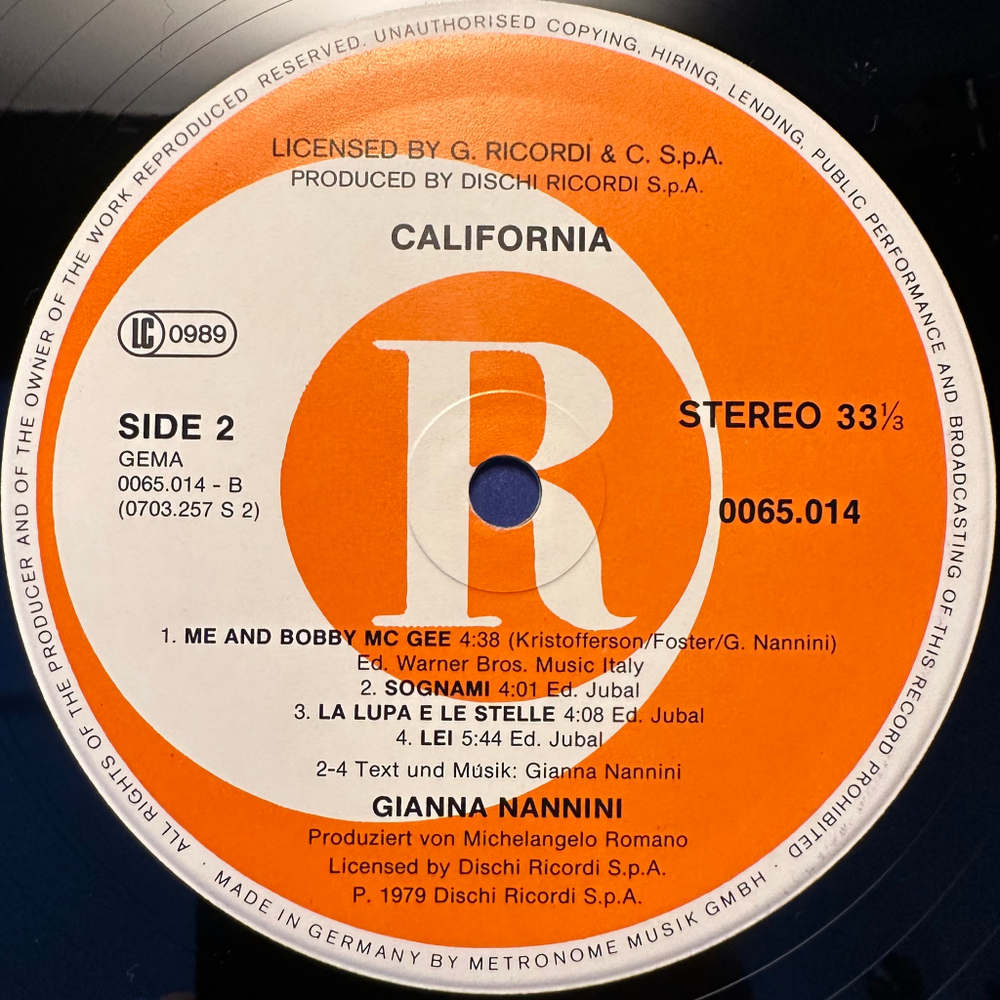 ALL RIGHTS OF THE PRODUCER AND OF THE OWNER OF THE WORK REPRODUCED RESERVED. UNAUTHORISED COPYING, HIRING, LENDING, PUBLIC PERFORMANCE AND BROADCASTING OF THIS RECORD PROHIBITED · MADE IN GERMANY BY METRONOME MUSIK GMBH ·
LICENSED BY G. RICORDI & C. S.p.A.
PRODUCED BY DISCHI RICORDI S.p.A.
CALIFORNIA
LC 0989
R
SIDE 2
GEMA
0065.014 - B
(0703.257 S 2)
STEREO 33⅓
0065.014
1. ME AND BOBBY MC GEE 4:38 (Kristofferson/Foster/G. Nannini)
Ed. Warner Bros. Music Italy
2. SOGNAMI 4:01 Ed. Jubal
3. LA LUPA E LE STELLE 4:08 Ed. Jubal
4. LEI 5:44 Ed. Jubal
2-4 Text und Musik: Gianna Nannini
GIANNA NANNINI
Produziert von Michelangelo Romano
Licensed by Dischi Ricordi S.p.A.
P. 1979 Dischi Ricordi S.p.A.